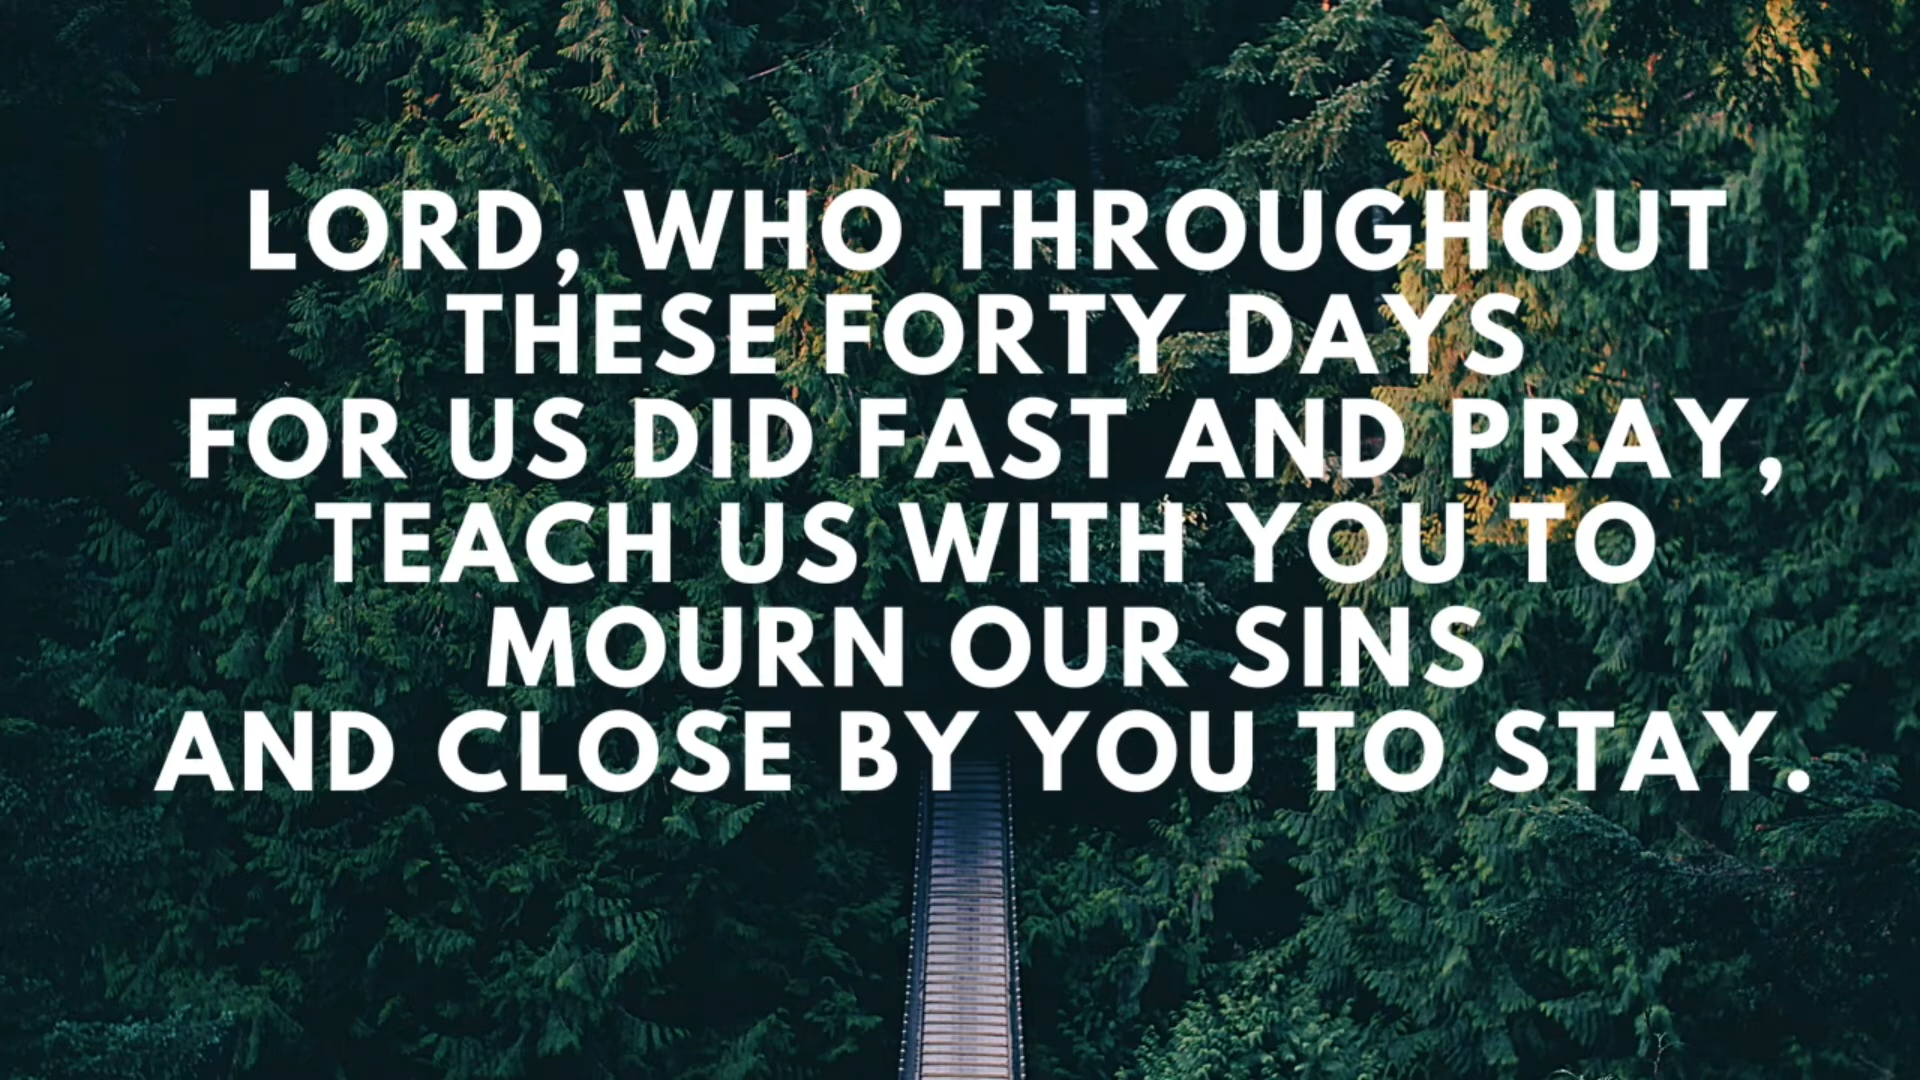 LORD, WHO THROUGHOUT
THESE FORTY DAYS
FOR US DID FAST AND PRAY,
TEACH US WITH YOU TO
MOURN OUR SINS
AND CLOSE BY YOU TO STAY.